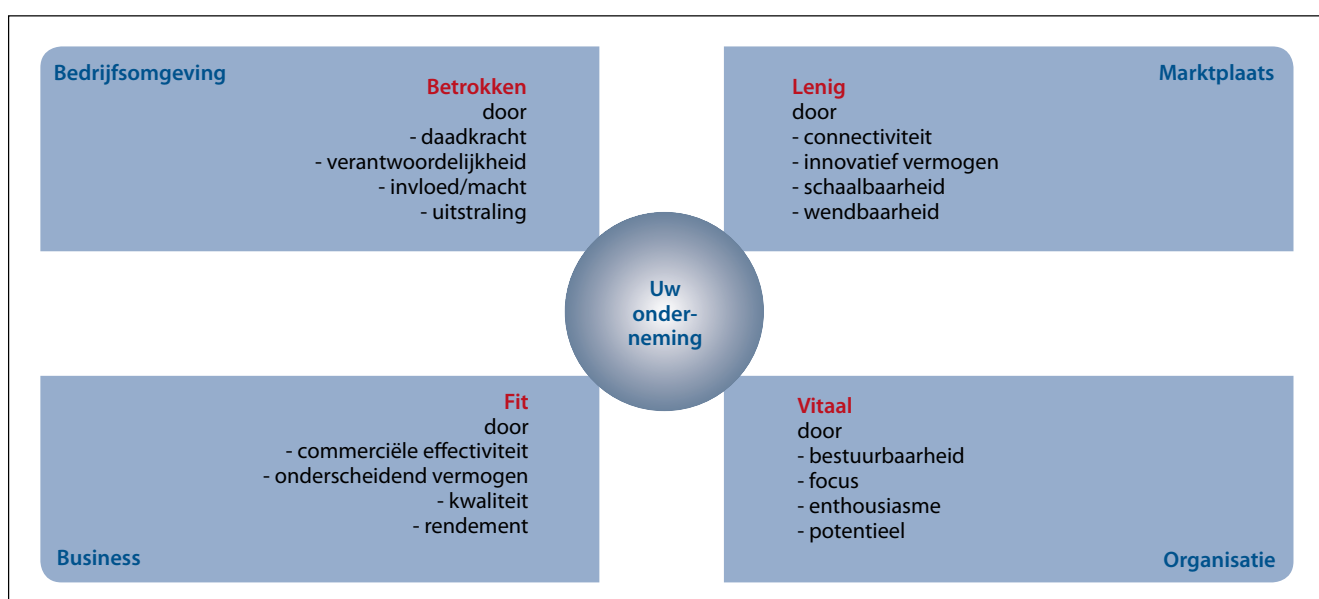 Bedrijfsomgeving
Betrokken
door
- daadkracht
- verantwoordelijkheid
- invloed/macht
- uitstraling
Marktplaats
Lenig
door
- connectiviteit
- innovatief vermogen
- schaalbaarheid
- wendbaarheid
Uw
onder-
neming
Fit
door
- commerciële effectiviteit
- onderscheidend vermogen
- kwaliteit
- rendement
Business
Vitaal
door
- bestuurbaarheid
- focus
- enthousiasme
- potentieel
Organisatie